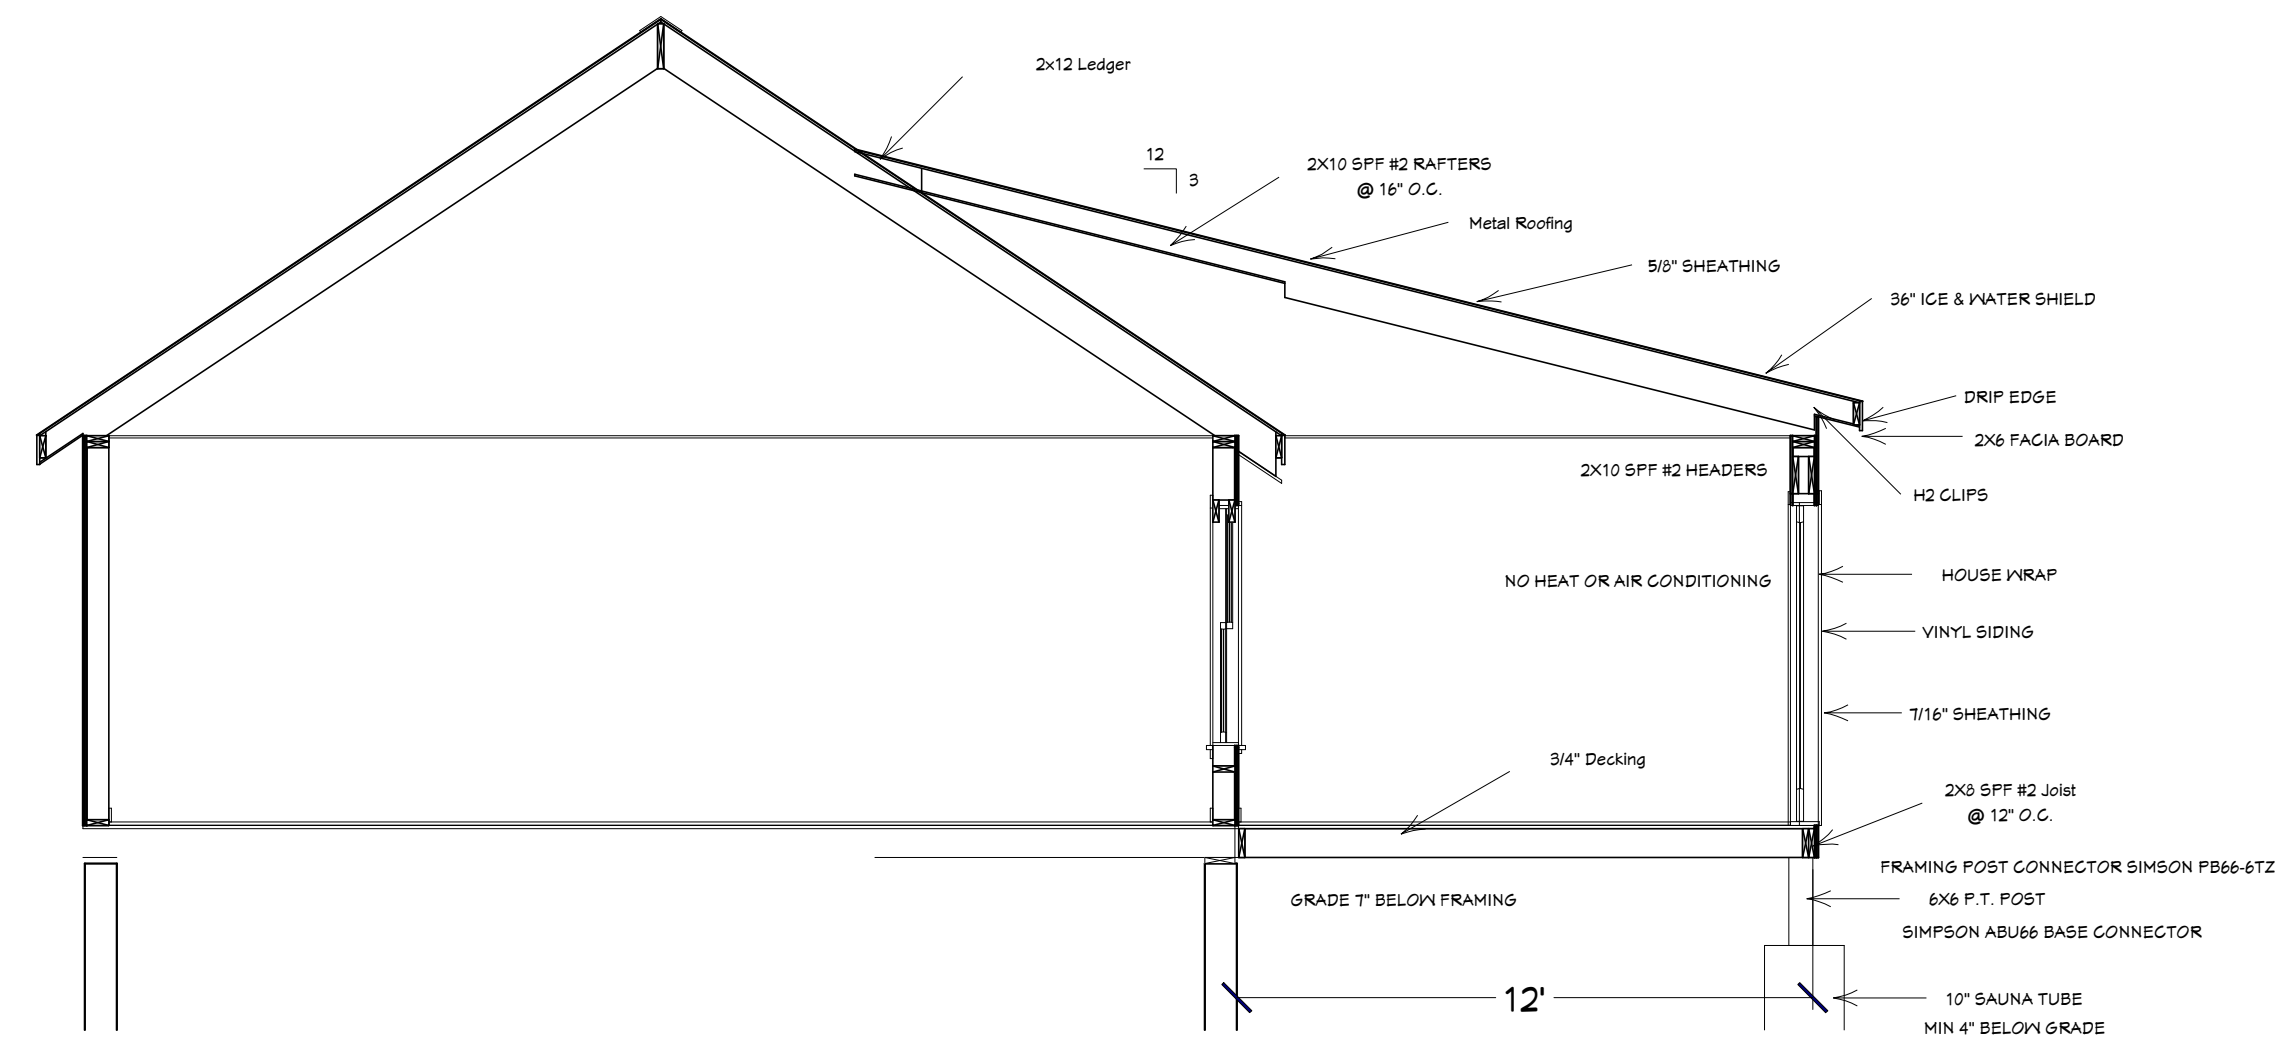 2x12 Ledger
12
3
2X10 SPF #2 RAFTERS
@ 16" O.C.
Metal Roofing
5/8" SHEATHING
36" ICE & WATER SHIELD
DRIP EDGE
2X6 FACIA BOARD
2X10 SPF #2 HEADERS
H2 CLIPS
NO HEAT OR AIR CONDITIONING
HOUSE WRAP
VINYL SIDING
7/16" SHEATHING
3/4" Decking
2X8 SPF #2 Joist
@ 12" O.C.
FRAMING POST CONNECTOR SIMSON PB66-6TZ
GRADE 7" BELOW FRAMING
6X6 P.T. POST
SIMPSON ABU66 BASE CONNECTOR
12'
10" SAUNA TUBE
MIN 4" BELOW GRADE